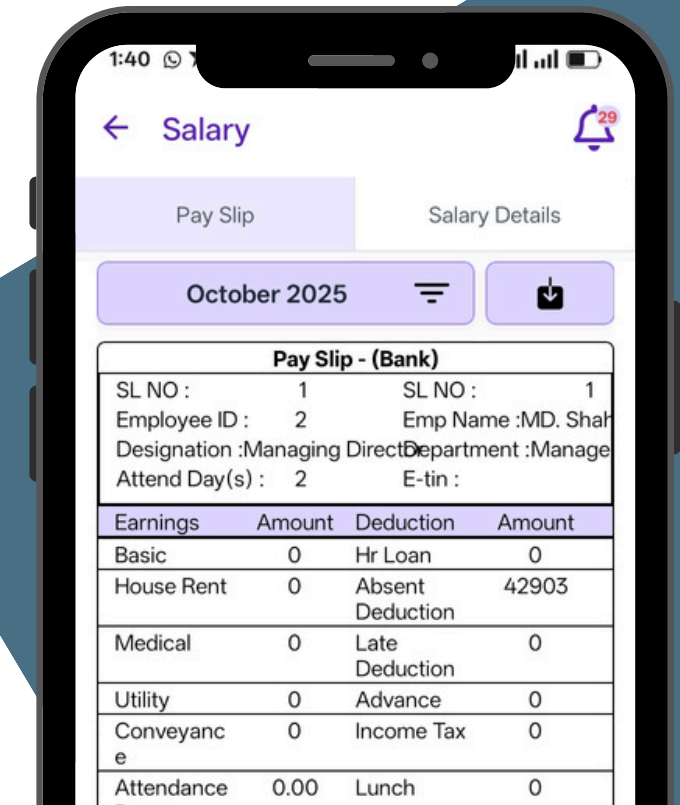 1:40
Salary
29
Pay Slip Salary Details
October 2025
Pay Slip - (Bank)
SL NO : 1 SL NO : 1
Employee ID : 2 Emp Name :MD. Shah
Designation :Managing Director Department :Manage
Attend Day(s) : 2 E-tin :
Earnings Amount Deduction Amount
Basic 0 Hr Loan 0
House Rent 0 Absent 42903
Deduction
Medical 0 Late 0
Deduction
Utility 0 Advance 0
Conveyanc 0 Income Tax 0
e
Attendance 0.00 Lunch 0